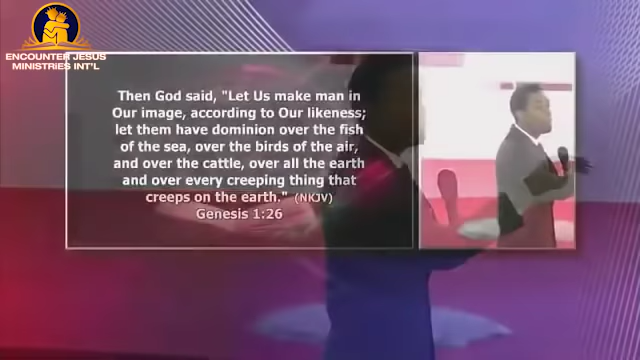 ENCOUNTER JESUS
MINISTRIES INT'L
Then God said, "Let Us make man in
Our image, according to Our likeness;
let them have dominion over the fish
of the sea, over the birds of the air,
and over the cattle, over all the earth
and over every creeping thing that
creeps on the earth." (NKJV)
Genesis 1:26